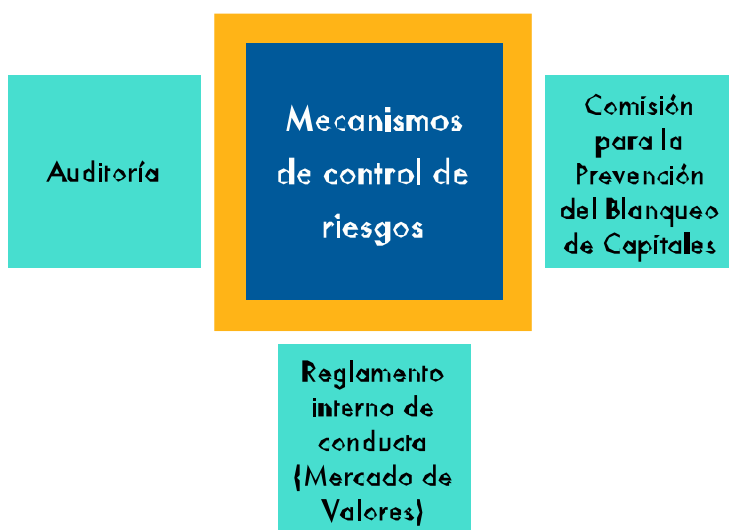 Auditoría
Mecanismos
de control de
riesgos
Comisión
para la
Prevención
del Blanqueo
de Capitales
Reglamento
interno de
conducta
(Mercado de
Valores)